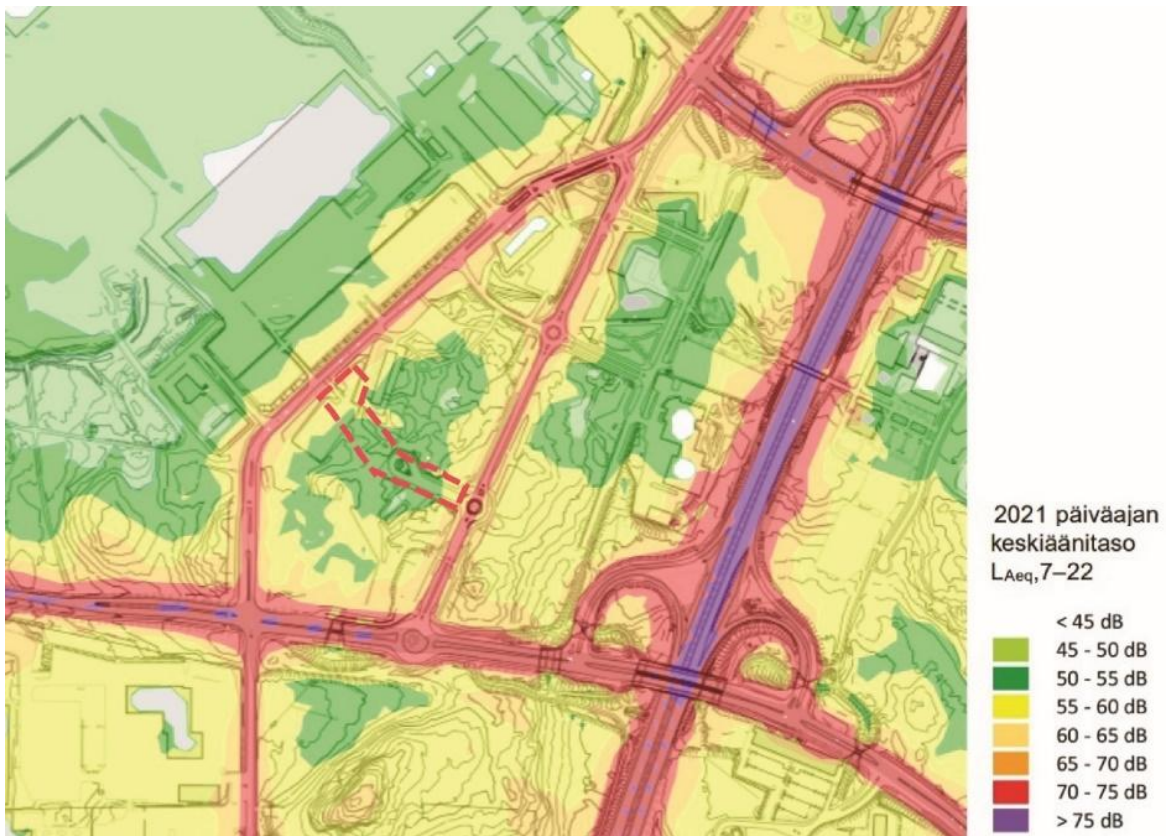 2021 päiväajan
keskiäänitaso
LAeq,7–22
< 45 dB
45 - 50 dB
50 - 55 dB
55 - 60 dB
60 - 65 dB
65 - 70 dB
70 - 75 dB
> 75 dB